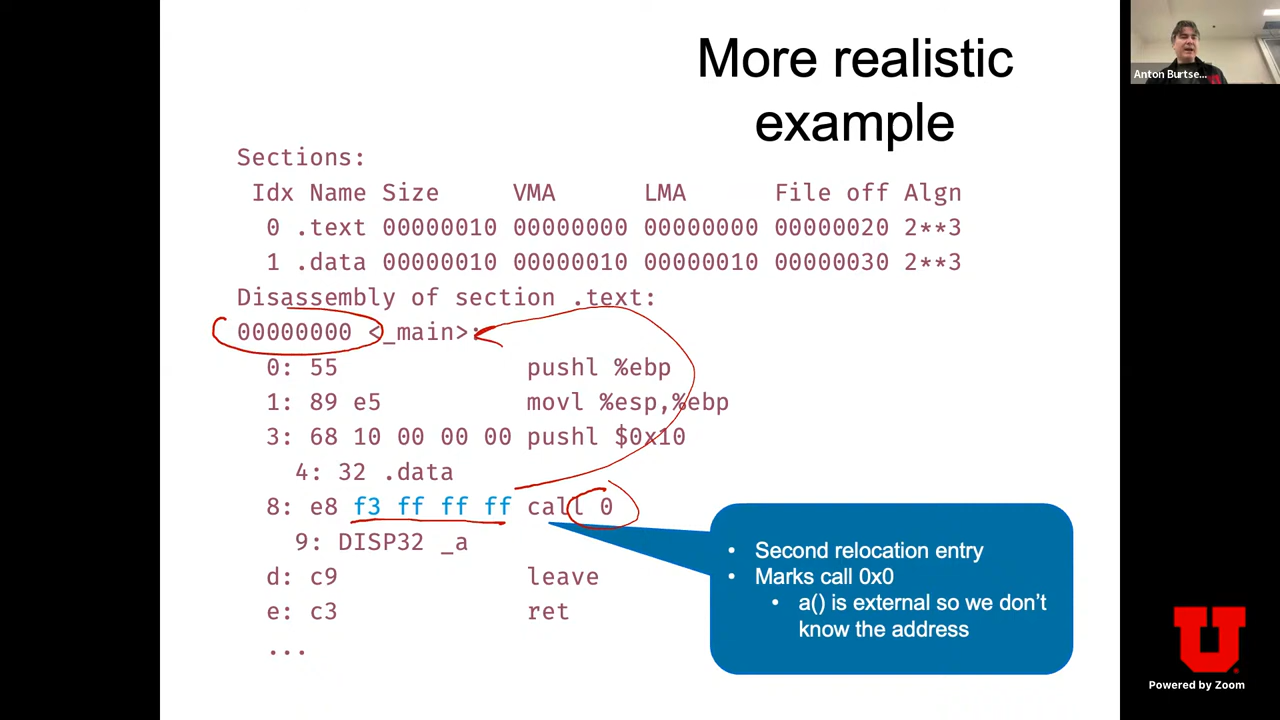 More realistic
example
Anton Burtse...
Sections:
Idx Name Size VMA LMA File off Algn
0 .text 00000010 00000000 00000000 00000020 2**3
1 .data 00000010 00000010 00000010 00000030 2**3
Disassembly of section .text:
00000000 <_main>:
0: 55 pushl %ebp
1: 89 e5 movl %esp,%ebp
3: 68 10 00 00 00 pushl $0x10
4: 32 .data
8: e8 f3 ff ff ff call 0
9: DISP32 _a
d: c9 leave
e: c3 ret
...
• Second relocation entry
• Marks call 0x0
• a() is external so we don't
know the address
U
Powered by Zoom